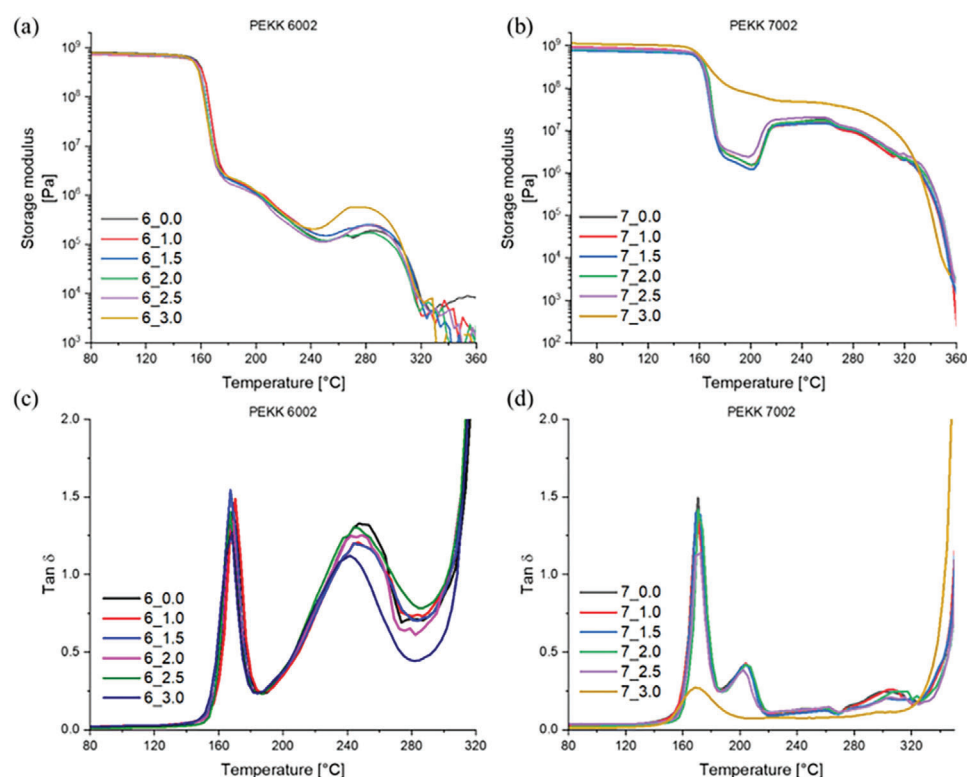 (a)
PEKK 6002
10⁹
10⁸
10⁷
10⁶
10⁵
10⁴
10³
Storage modulus
[Pa]
6_0.0
6_1.0
6_1.5
6_2.0
6_2.5
6_3.0
80 120 160 200 240 280 320 360
Temperature [°C]
(b)
PEKK 7002
10⁹
10⁸
10⁷
10⁶
10⁵
10⁴
10³
10²
Storage modulus
[Pa]
7_0.0
7_1.0
7_1.5
7_2.0
7_2.5
7_3.0
80 120 160 200 240 280 320 360
Temperature [°C]
(c)
PEKK 6002
2.0
1.5
1.0
0.5
0.0
Tan δ
6_0.0
6_1.0
6_1.5
6_2.0
6_2.5
6_3.0
80 120 160 200 240 280 320
Temperature [°C]
(d)
PEKK 7002
2.0
1.5
1.0
0.5
0.0
Tan δ
7_0.0
7_1.0
7_1.5
7_2.0
7_2.5
7_3.0
80 120 160 200 240 280 320
Temperature [°C]